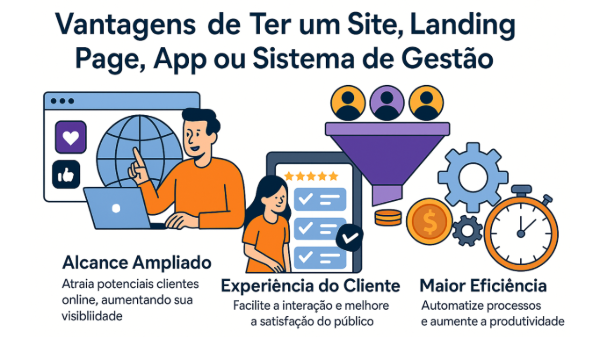 Vantagens de Ter um Site, Landing
Page, App ou Sistema de Gestão
Alcance Ampliado
Atraia potenciais clientes
online, aumentando sua
visibliidade
Experiência do Cliente
Facilite a interação e melhore
a satisfação do público
Maior Eficiência
Automatize processos
e aumente a produtividade